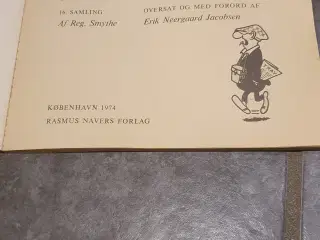 16 SAMLING
Af Reg. Smythe
OVERSAT OG MED FORORD AF
Erik Neergaard Jacobsen
KØBENHAVN 1974
RASMUS NAVERS FORLAG